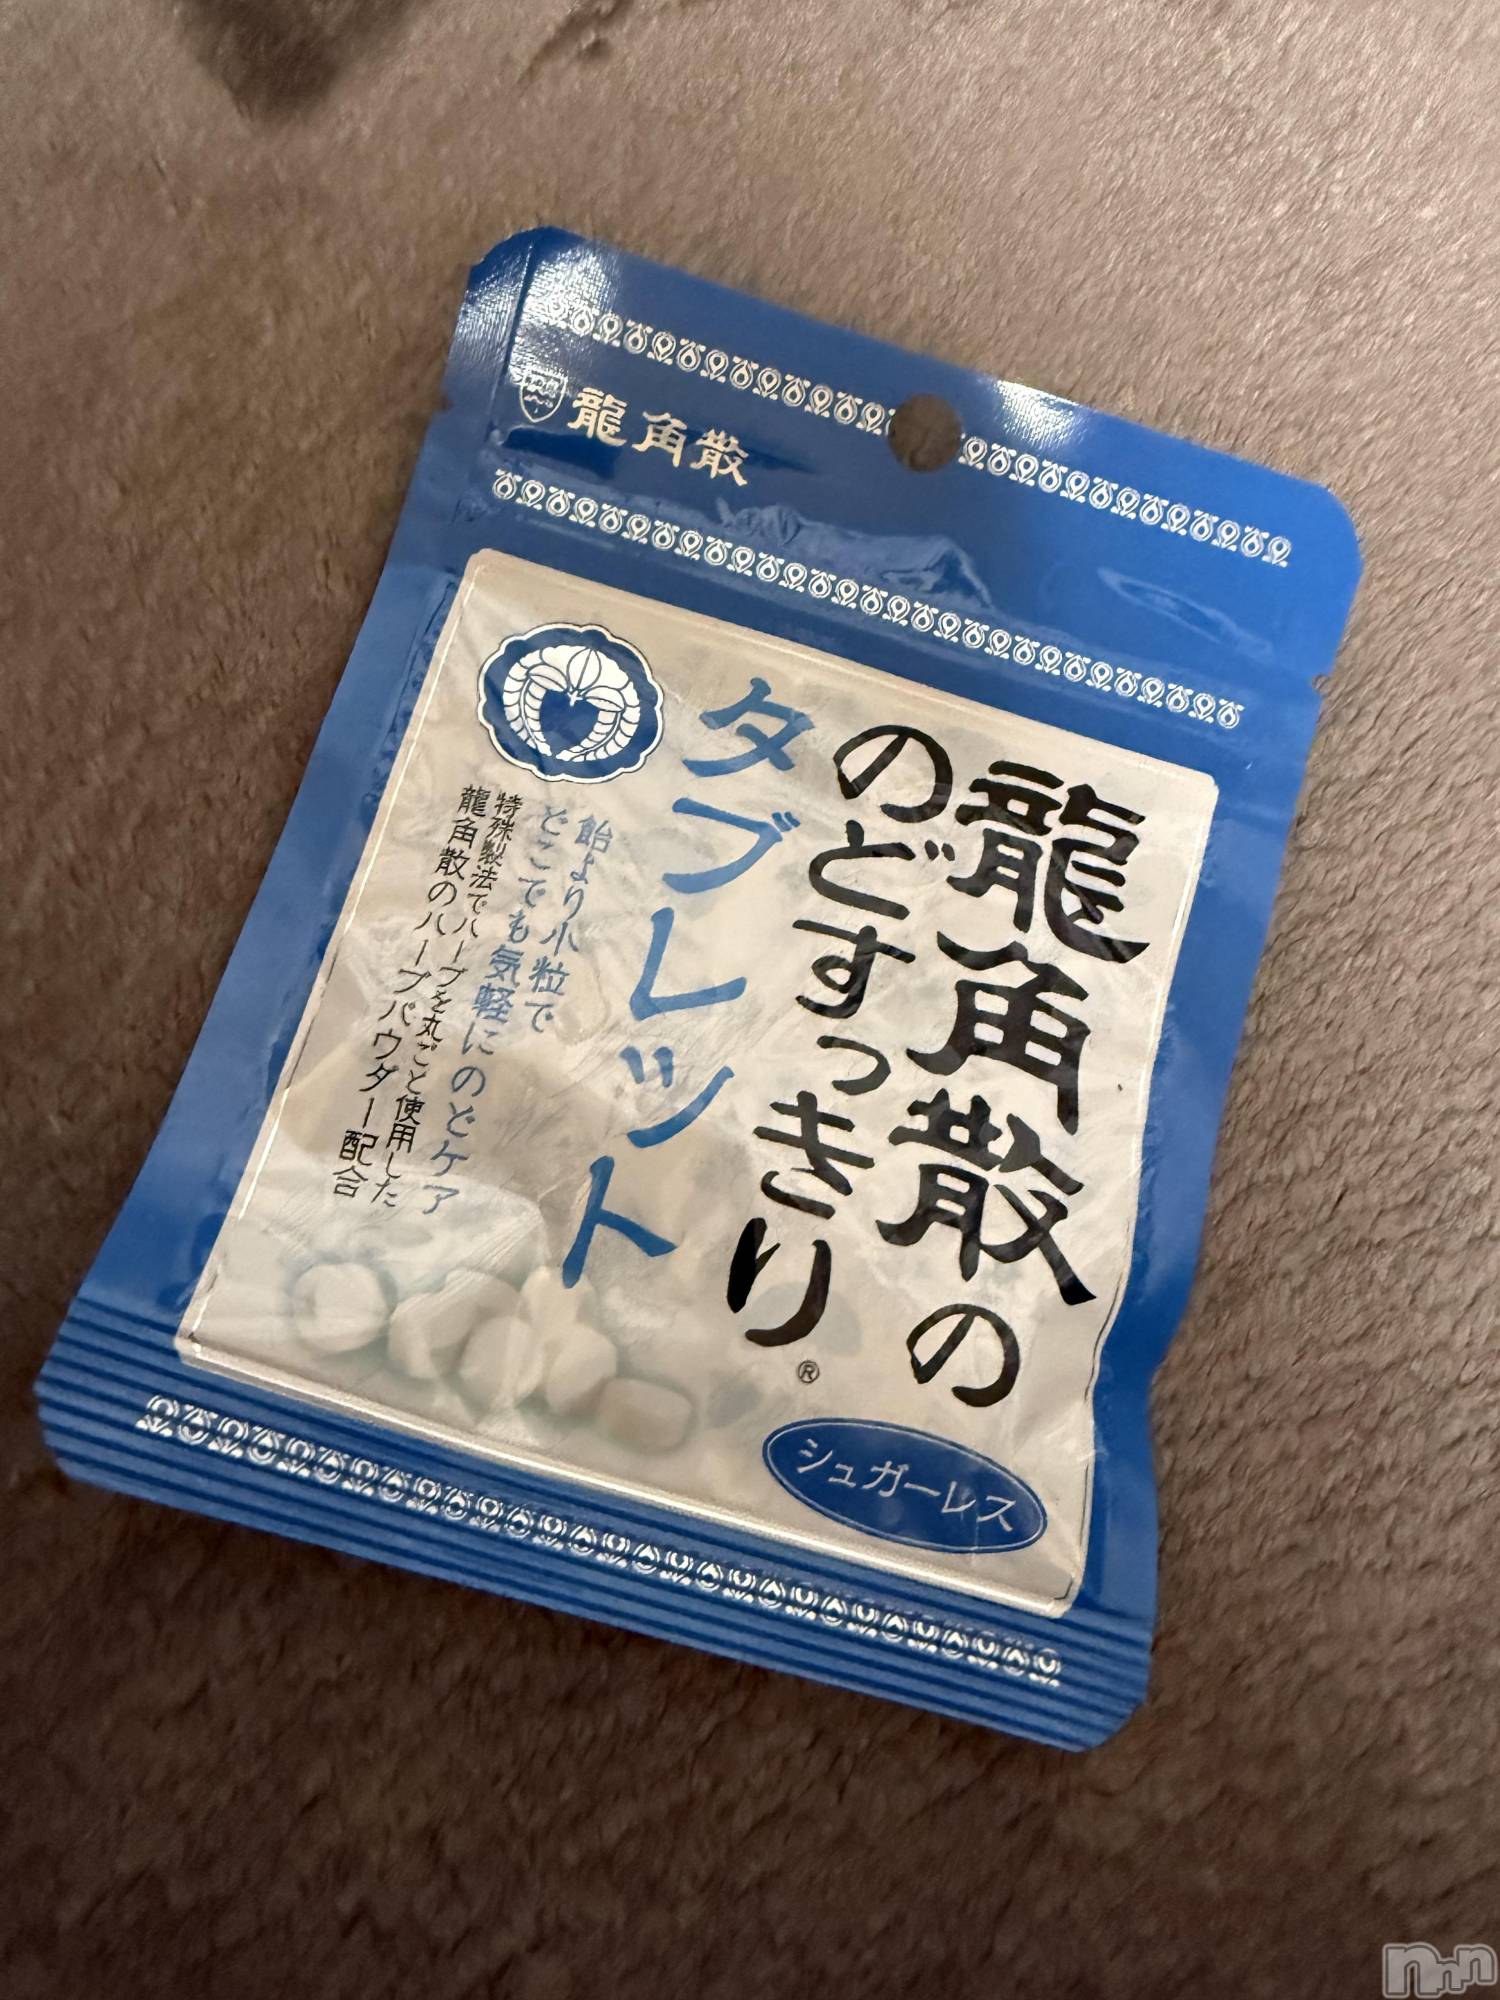 龍角散
龍角散の
のどすっきり®
タブレット
飴より小粒で
どこでも気軽にのどケア
特殊製法でハーブを丸ごと使用した
龍角散のハーブパウダー配合
シュガーレス
nnn